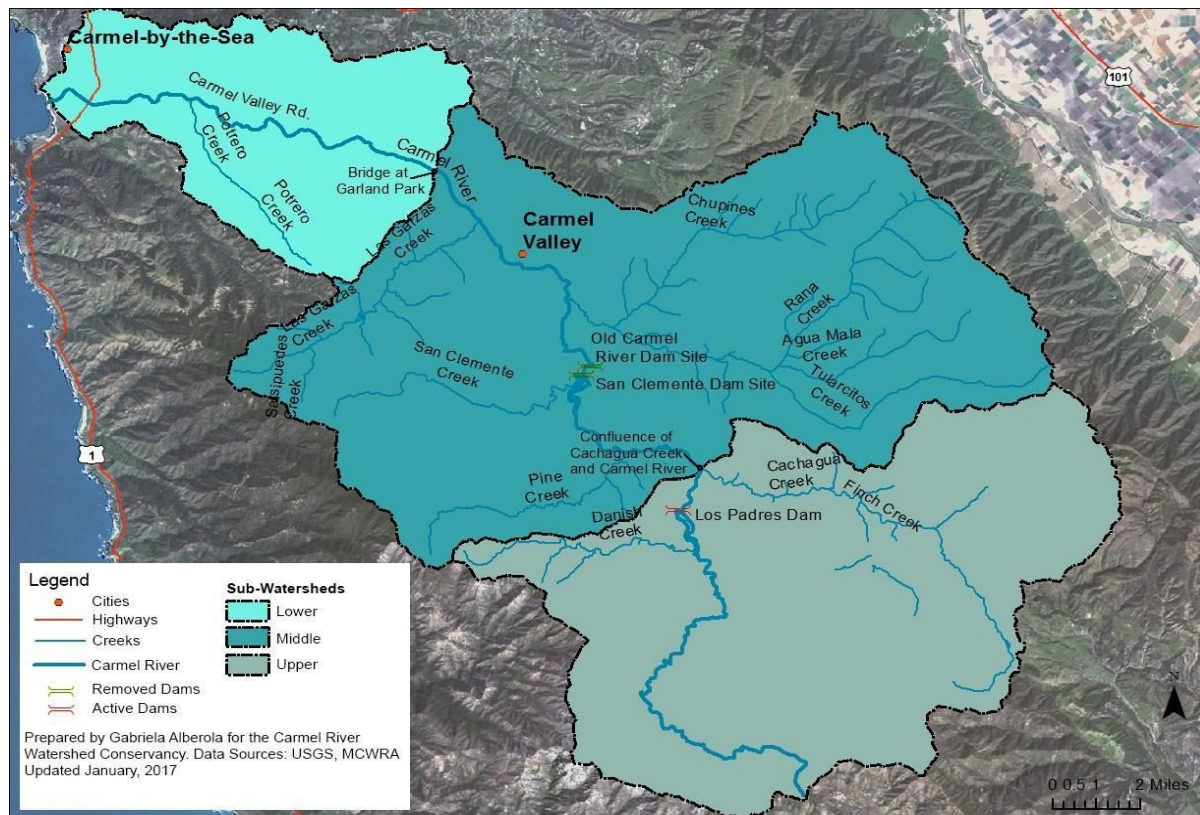 Carmel-by-the-Sea
Carmel Valley Rd.
Potrero
Creek
Potrero
Creek
Carmel River
Bridge at
Garland Park
Las Garzas
Creek
Carmel
Valley
Chupines
Creek
101
Las Garzas
Creek
Salsipuedes
Creek
San Clemente
Creek
Old Carmel
River Dam Site
San Clemente Dam Site
Rana
Creek
Agua Mala
Creek
Tularcitos
Creek
1
Confluence of
Cachagua Creek
and Carmel River
Cachagua
Creek
Finch Creek
Pine
Creek
Danish
Creek
Los Padres Dam
Legend
Cities
Highways
Creeks
Carmel River
Removed Dams
Active Dams
Sub-Watersheds
Lower
Middle
Upper
Prepared by Gabriela Alberola for the Carmel River
Watershed Conservancy. Data Sources: USGS, MCWRA
Updated January, 2017
N
0 0.5 1 2 Miles